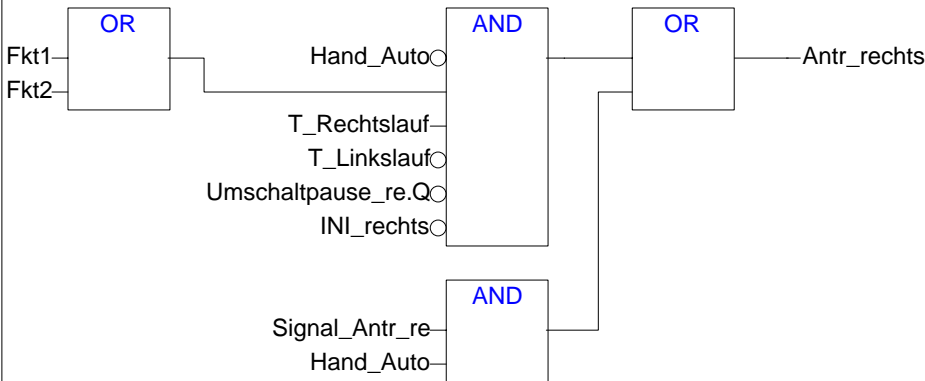 OR AND OR
Fkt1 Hand_Auto Antr_rechts
Fkt2
T_Rechtslauf
T_Linkslauf
Umschaltpause_re.Q
INI_rechts
AND
Signal_Antr_re
Hand_Auto